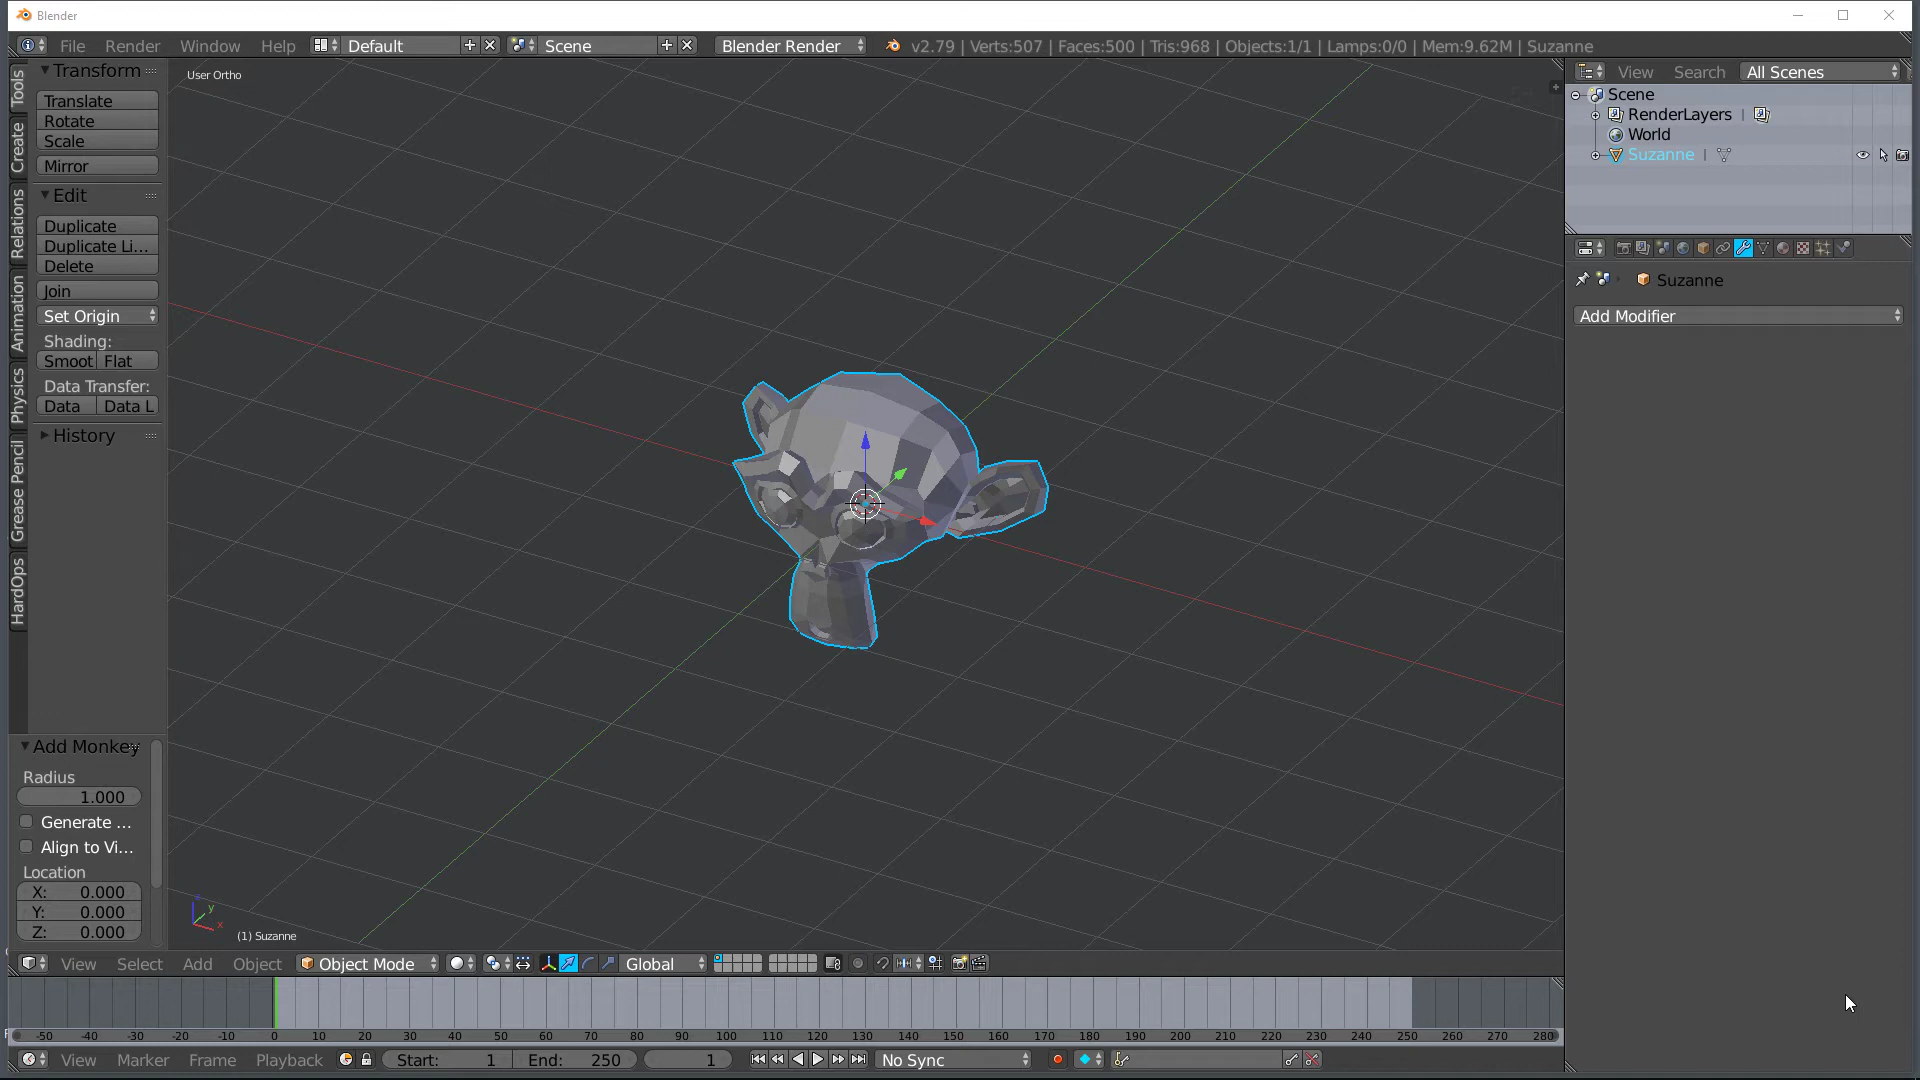 Blender
File Render Window Help Default Scene Blender Render v2.79 | Verts:507 | Faces:500 | Tris:968 | Objects:1/1 | Lamps:0/0 | Mem:9.62M | Suzanne
Tools
Create
Relations
Animation
Physics
Grease Pencil
HardOps
Transform
Translate
Rotate
Scale
Mirror
Edit
Duplicate
Duplicate Li...
Delete
Join
Set Origin
Shading:
Smoot Flat
Data Transfer:
Data Data L
History
Add Monkey
Radius
1.000
Generate ...
Align to Vi...
Location
X: 0.000
Y: 0.000
Z: 0.000
User Ortho
z
y
x
(1) Suzanne
View Select Add Object Object Mode Global
-50 -40 -30 -20 -10 0 10 20 30 40 50 60 70 80 90 100 110 120 130 140 150 160 170 180 190 200 210 220 230 240 250 260 270 280
View Marker Frame Playback Start: 1 End: 250 1 No Sync
View Search All Scenes
Scene
RenderLayers |
World
Suzanne |
Suzanne
Add Modifier